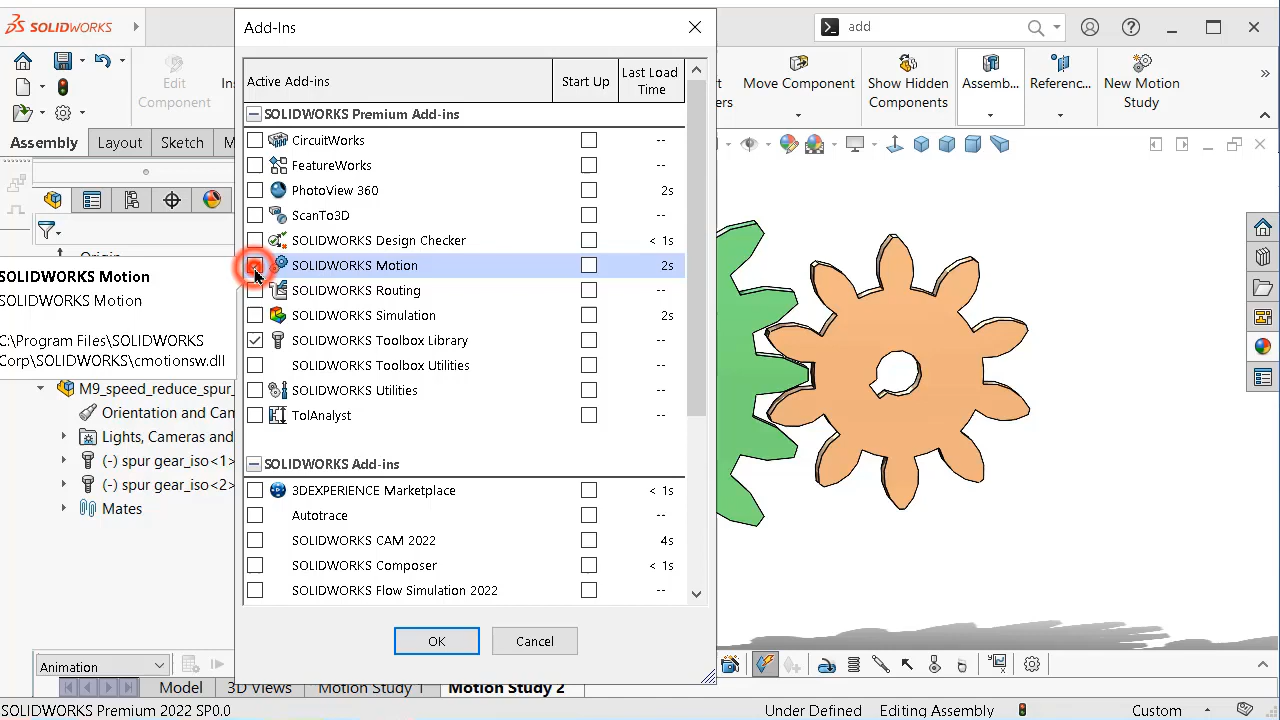 SOLIDWORKS
Add-Ins
add
Edit
Component
Move Component
Show Hidden
Components
Assemb...
Referenc...
New Motion
Study
Assembly
Layout
Sketch
M
Active Add-ins
Start Up
Last Load
Time
SOLIDWORKS Premium Add-ins
CircuitWorks
--
FeatureWorks
--
PhotoView 360
2s
ScanTo3D
--
SOLIDWORKS Design Checker
< 1s
SOLIDWORKS Motion
2s
SOLIDWORKS Routing
--
SOLIDWORKS Simulation
2s
SOLIDWORKS Toolbox Library
--
SOLIDWORKS Toolbox Utilities
--
SOLIDWORKS Utilities
--
TolAnalyst
--
SOLIDWORKS Add-ins
3DEXPERIENCE Marketplace
< 1s
Autotrace
--
SOLIDWORKS CAM 2022
4s
SOLIDWORKS Composer
< 1s
SOLIDWORKS Flow Simulation 2022
--
OK
Cancel
SOLIDWORKS Motion
SOLIDWORKS Motion
C:\Program Files\SOLIDWORKS
Corp\SOLIDWORKS\cmotionsw.dll
M9_speed_reduce_spur_
Orientation and Can
Lights, Cameras and
(-) spur gear_iso<1>
(-) spur gear_iso<2>
Mates
Animation
Model
3D Views
Motion Study 1
Motion Study 2
SOLIDWORKS Premium 2022 SP0.0
Under Defined
Editing Assembly
Custom